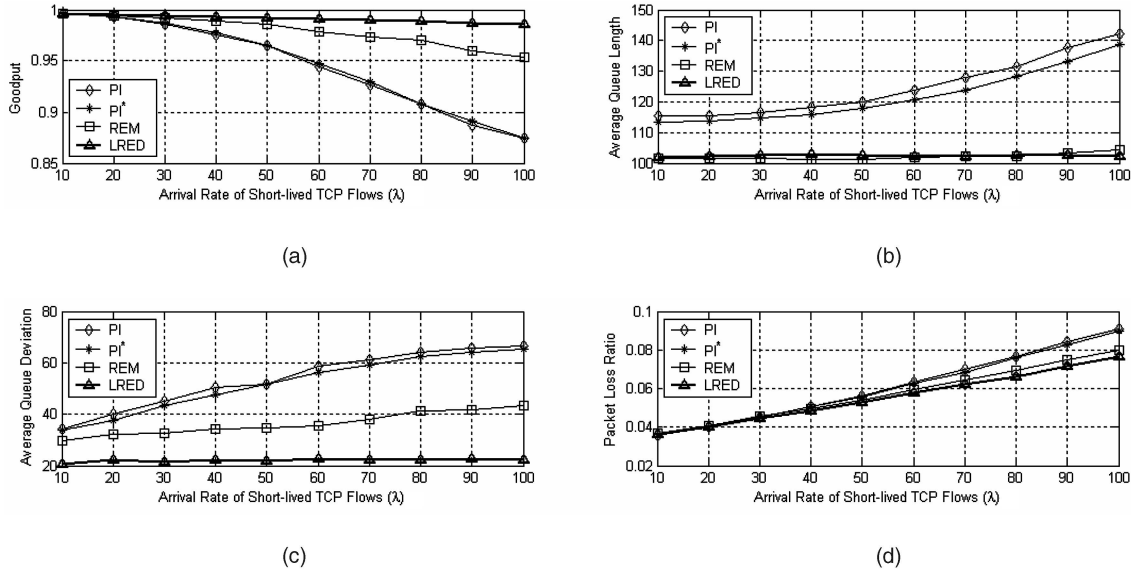 1
0.95
0.9
0.85
Goodput
PI
PI*
REM
LRED
10 20 30 40 50 60 70 80 90 100
Arrival Rate of Short-lived TCP Flows (λ)
(a)
150
140
130
120
110
100
Average Queue Length
PI
PI*
REM
LRED
10 20 30 40 50 60 70 80 90 100
Arrival Rate of Short-lived TCP Flows (λ)
(b)
80
60
40
20
Average Queue Deviation
PI
PI*
REM
LRED
10 20 30 40 50 60 70 80 90 100
Arrival Rate of Short-lived TCP Flows (λ)
(c)
0.1
0.08
0.06
0.04
0.02
Packet Loss Ratio
PI
PI*
REM
LRED
10 20 30 40 50 60 70 80 90 100
Arrival Rate of Short-lived TCP Flows (λ)
(d)